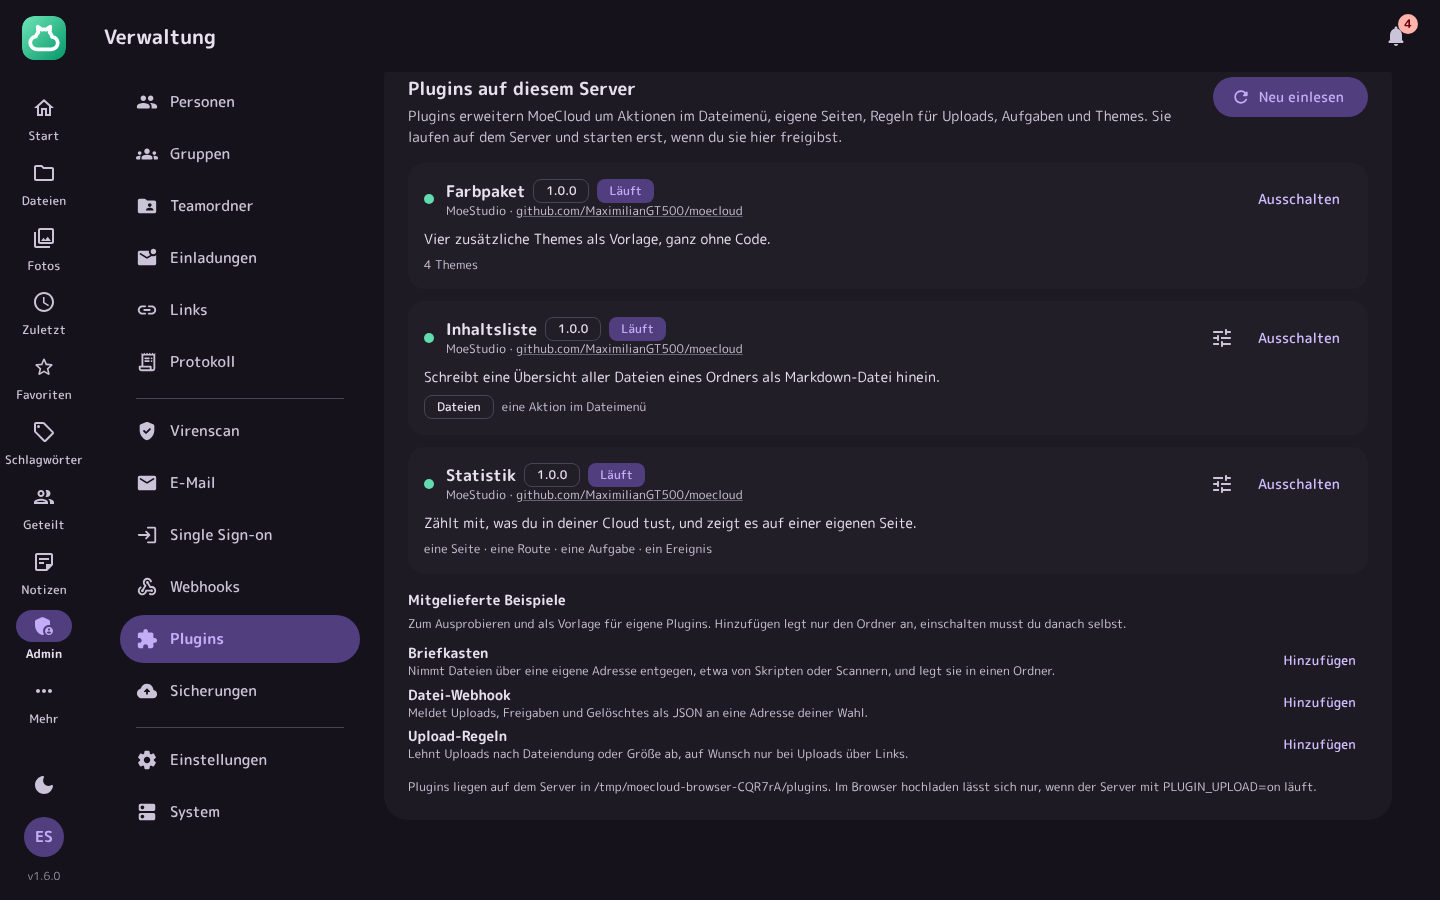 Verwaltung
4
Start
Dateien
Fotos
Zuletzt
Favoriten
Schlagwörter
Geteilt
Notizen
Admin
Mehr
ES
v1.6.0
Personen
Gruppen
Teamordner
Einladungen
Links
Protokoll
Virenscan
E-Mail
Single Sign-on
Webhooks
Plugins
Sicherungen
Einstellungen
System
Plugins auf diesem Server
Neu einlesen
Plugins erweitern MoeCloud um Aktionen im Dateimenü, eigene Seiten, Regeln für Uploads, Aufgaben und Themes. Sie
laufen auf dem Server und starten erst, wenn du sie hier freigibst.
Farbpaket 1.0.0 Läuft
MoeStudio · github.com/MaximilianGT500/moecloud
Ausschalten
Vier zusätzliche Themes als Vorlage, ganz ohne Code.
4 Themes
Inhaltsliste 1.0.0 Läuft
MoeStudio · github.com/MaximilianGT500/moecloud
Ausschalten
Schreibt eine Übersicht aller Dateien eines Ordners als Markdown-Datei hinein.
Dateien eine Aktion im Dateimenü
Statistik 1.0.0 Läuft
MoeStudio · github.com/MaximilianGT500/moecloud
Ausschalten
Zählt mit, was du in deiner Cloud tust, und zeigt es auf einer eigenen Seite.
eine Seite · eine Route · eine Aufgabe · ein Ereignis
Mitgelieferte Beispiele
Zum Ausprobieren und als Vorlage für eigene Plugins. Hinzufügen legt nur den Ordner an, einschalten musst du danach selbst.
Briefkasten
Nimmt Dateien über eine eigene Adresse entgegen, etwa von Skripten oder Scannern, und legt sie in einen Ordner.
Hinzufügen
Datei-Webhook
Meldet Uploads, Freigaben und Gelöschtes als JSON an eine Adresse deiner Wahl.
Hinzufügen
Upload-Regeln
Lehnt Uploads nach Dateiendung oder Größe ab, auf Wunsch nur bei Uploads über Links.
Hinzufügen
Plugins liegen auf dem Server in /tmp/moecloud-browser-CQR7rA/plugins. Im Browser hochladen lässt sich nur, wenn der Server mit PLUGIN_UPLOAD=on läuft.